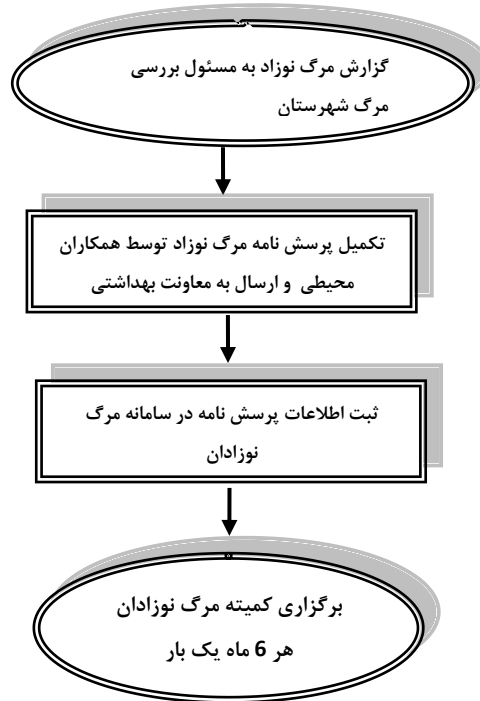 گزارش مرگ نوزاد به مسئول بررسی
مرگ شهرستان
تکمیل پرسش نامه مرگ نوزاد توسط همکاران
محیطی و ارسال به معاونت بهداشتی
ثبت اطلاعات پرسش نامه در سامانه مرگ
نوزادان
برگزاری کمیته مرگ نوزادان
هر 6 ماه یک بار